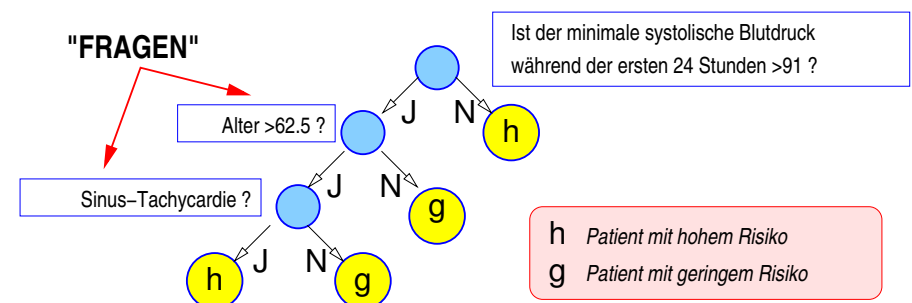 "FRAGEN"
Ist der minimale systolische Blutdruck
während der ersten 24 Stunden >91 ?
J
N
h
Alter >62.5 ?
J
N
g
Sinus−Tachycardie ?
J
N
h
g
h Patient mit hohem Risiko
g Patient mit geringem Risiko